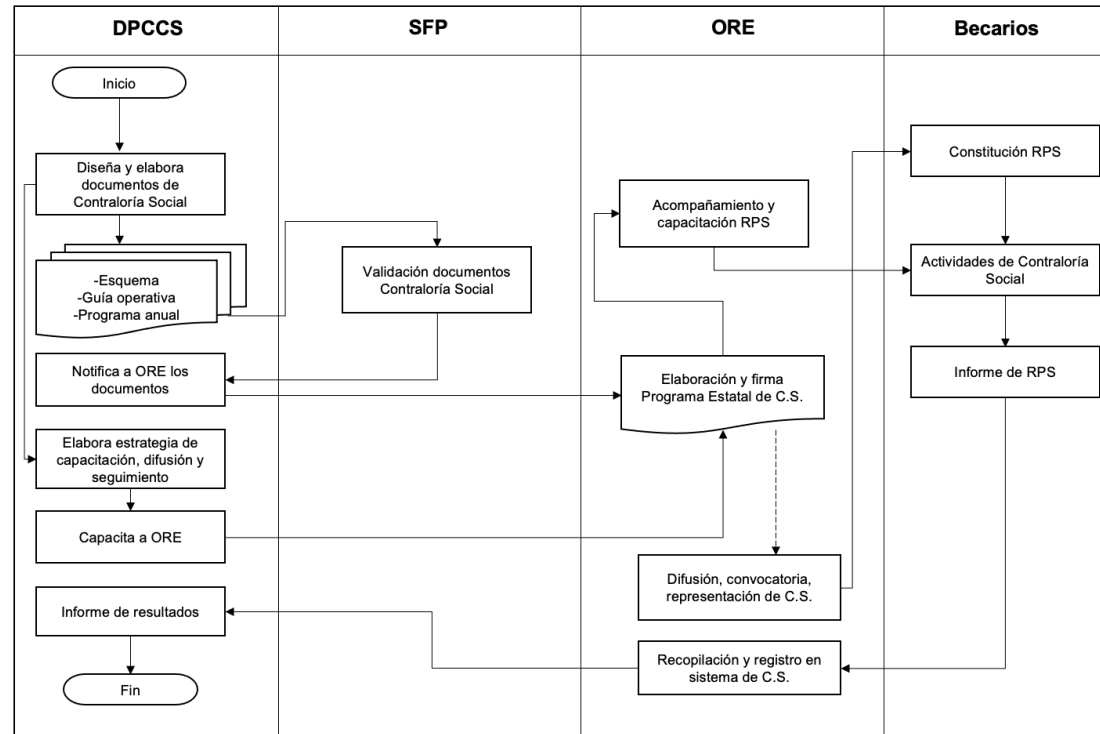 DPCCS
SFP
ORE
Becarios
Inicio
Diseña y elabora
documentos de
Contraloría Social
-Esquema
-Guía operativa
-Programa anual
Notifica a ORE los
documentos
Elabora estrategia de
capacitación, difusión y
seguimiento
Capacita a ORE
Informe de resultados
Fin
Validación documentos
Contraloría Social
Acompañamiento y
capacitación RPS
Elaboración y firma
Programa Estatal de C.S.
Difusión, convocatoria,
representación de C.S.
Recopilación y registro en
sistema de C.S.
Constitución RPS
Actividades de Contraloría
Social
Informe de RPS